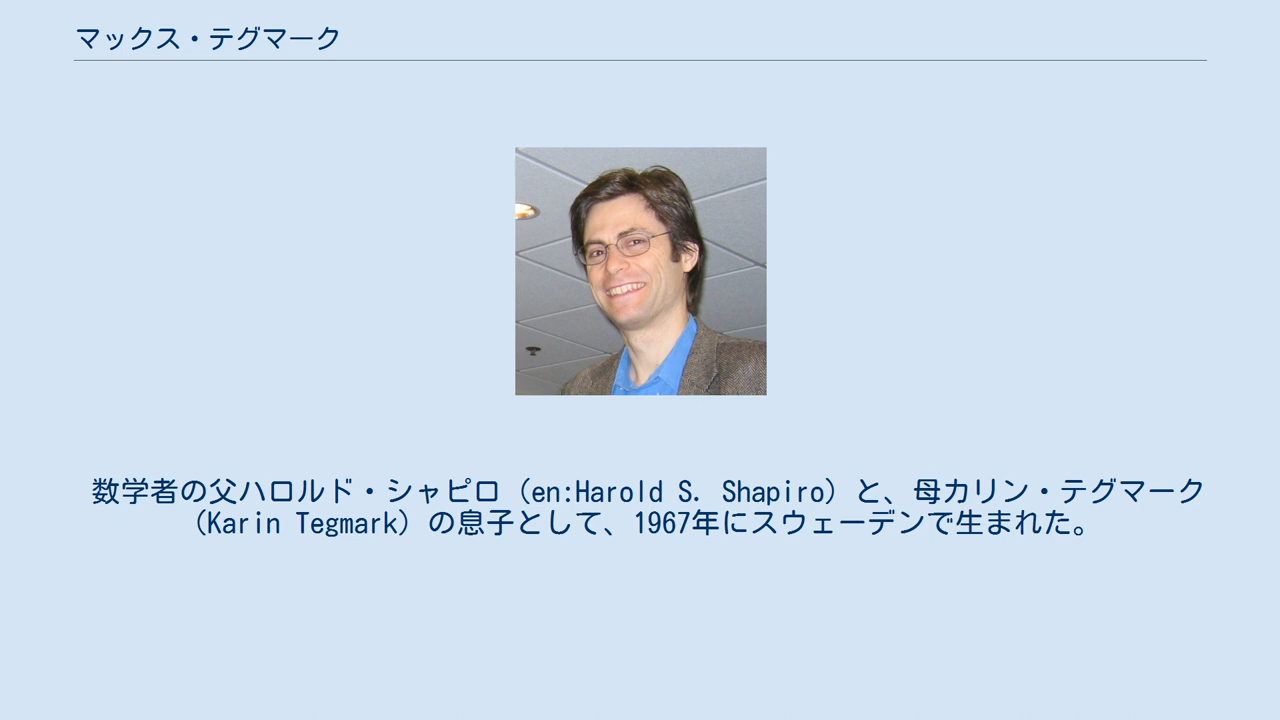 マックス・テグマーク
数学者の父ハロルド・シャピロ（en:Harold S. Shapiro）と、母カリン・テグマーク
（Karin Tegmark）の息子として、1967年にスウェーデンで生まれた。